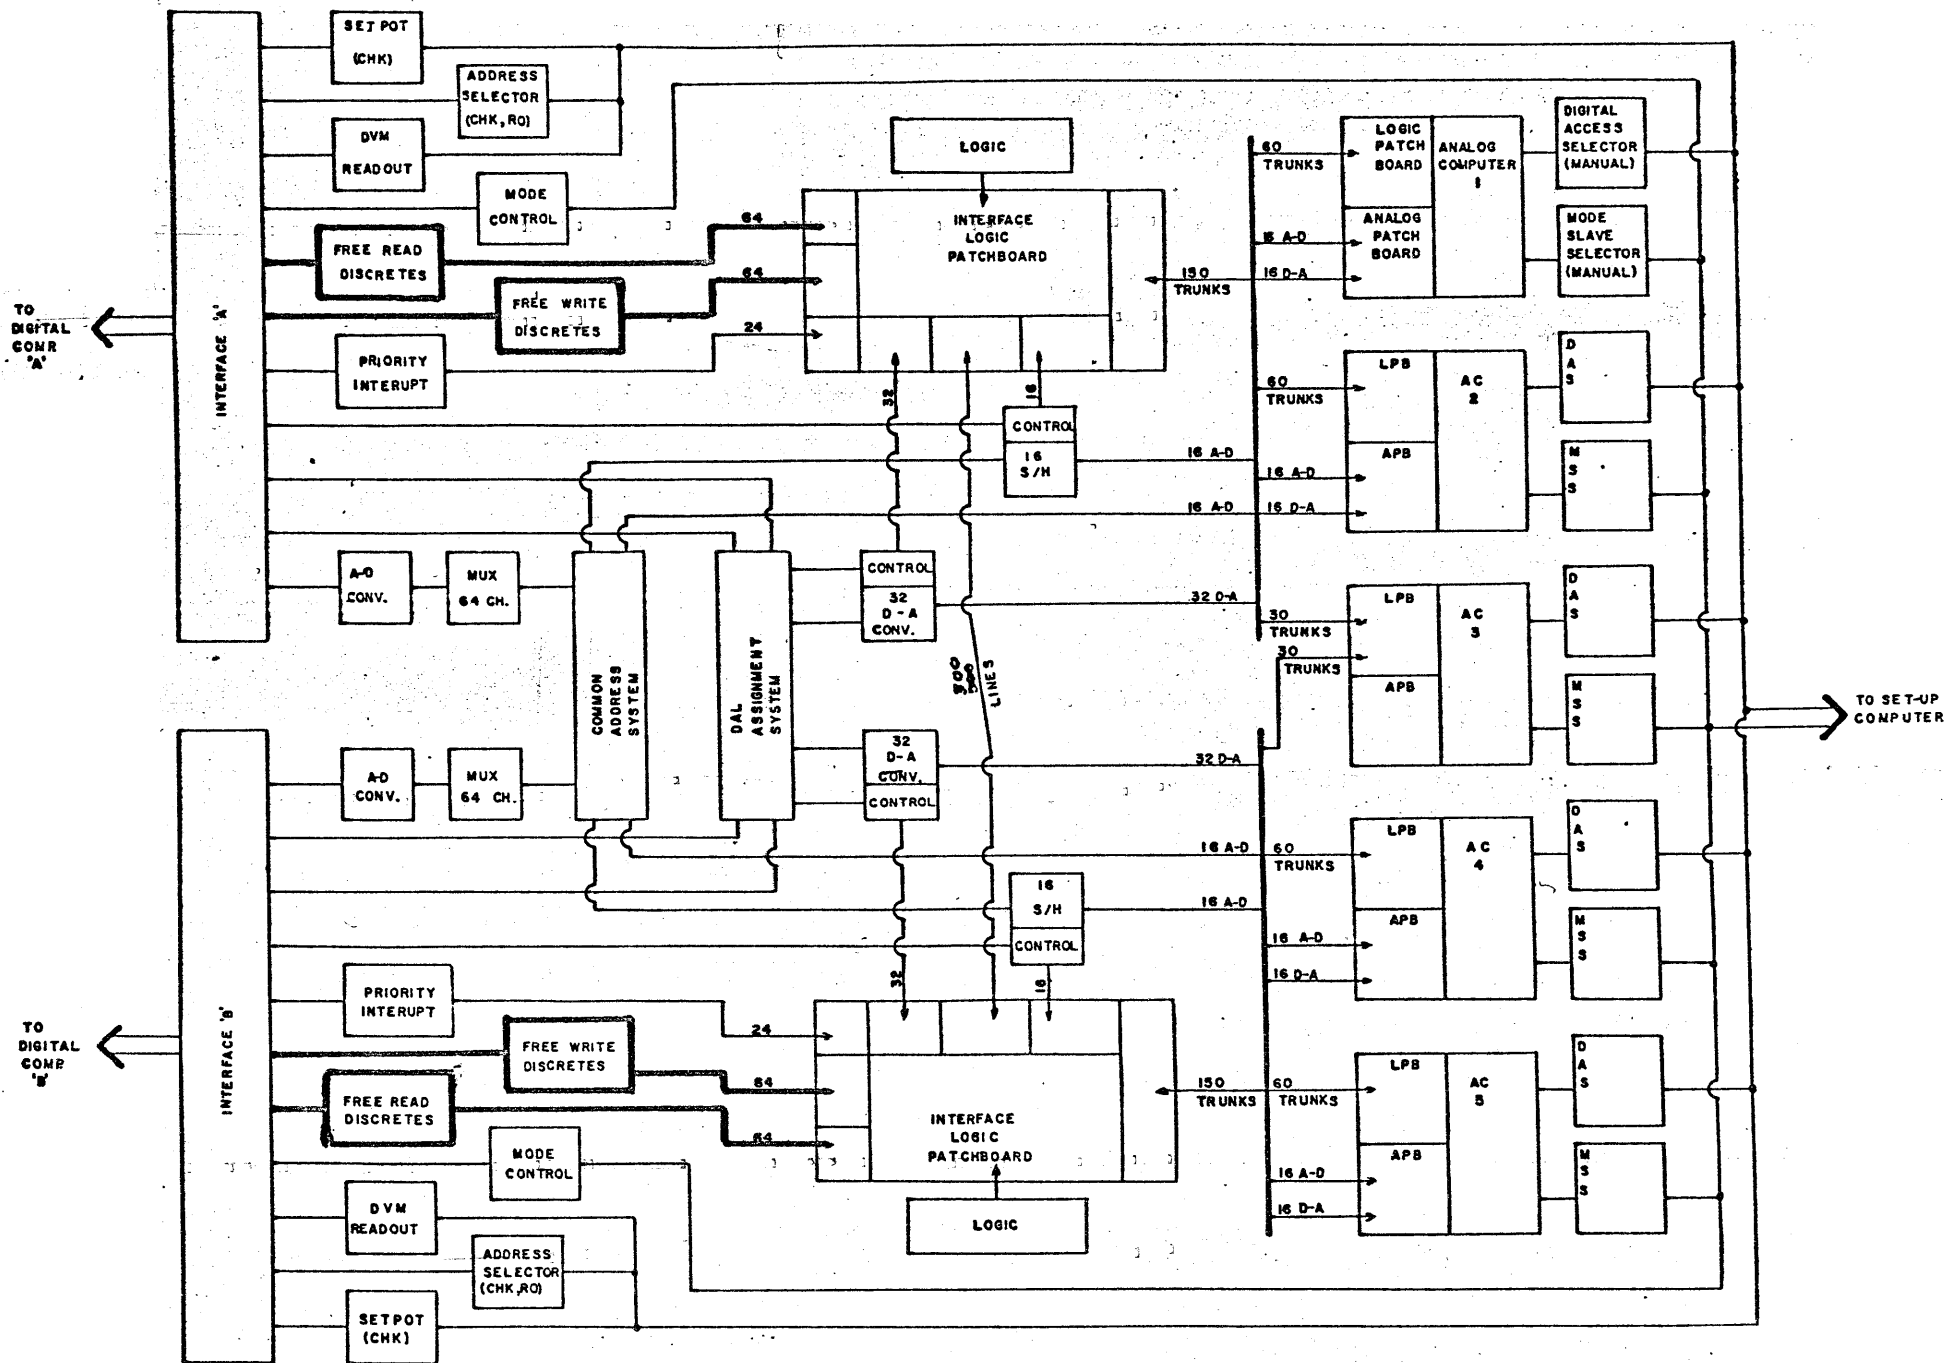 SET POT
(CHK)
ADDRESS
SELECTOR
(CHK, RO)
DVM
READOUT
MODE
CONTROL
FREE READ
DISCRETES
FREE WRITE
DISCRETES
PRIORITY
INTERUPT
TO
DIGITAL
COMP.
'A'
INTERFACE 'A'
64
64
24
LOGIC
INTERFACE
LOGIC
PATCHBOARD
150
TRUNKS
32
16
CONTROL
16
S/H
16 A-D
16 A-D
32 D-A
A-D
CONV.
MUX
64 CH.
COMMON
ADDRESS
SYSTEM
DAL
ASSIGNMENT
SYSTEM
CONTROL
32
D-A
CONV.
300
LINES
60
TRUNKS
16 A-D
16 D-A
LOGIC
PATCH
BOARD
ANALOG
PATCH
BOARD
ANALOG
COMPUTER
1
DIGITAL
ACCESS
SELECTOR
(MANUAL)
MODE
SLAVE
SELECTOR
(MANUAL)
60
TRUNKS
16 A-D
16 D-A
LPB
APB
AC
2
DAS
MSS
30
TRUNKS
30
TRUNKS
LPB
APB
AC
3
DAS
MSS
TO SET-UP
COMPUTER
A-D
CONV.
MUX
64 CH.
32
D-A
CONV.
CONTROL
32 D-A
16 A-D
16 A-D
16
S/H
CONTROL
32
16
60
TRUNKS
16 A-D
16 D-A
LPB
APB
AC
4
DAS
MSS
TO
DIGITAL
COMP.
'B'
INTERFACE 'B'
PRIORITY
INTERUPT
FREE WRITE
DISCRETES
FREE READ
DISCRETES
MODE
CONTROL
DVM
READOUT
ADDRESS
SELECTOR
(CHK, RO)
SET POT
(CHK)
24
64
64
INTERFACE
LOGIC
PATCHBOARD
LOGIC
150
TRUNKS
60
TRUNKS
16 A-D
16 D-A
LPB
APB
AC
5
DAS
MSS